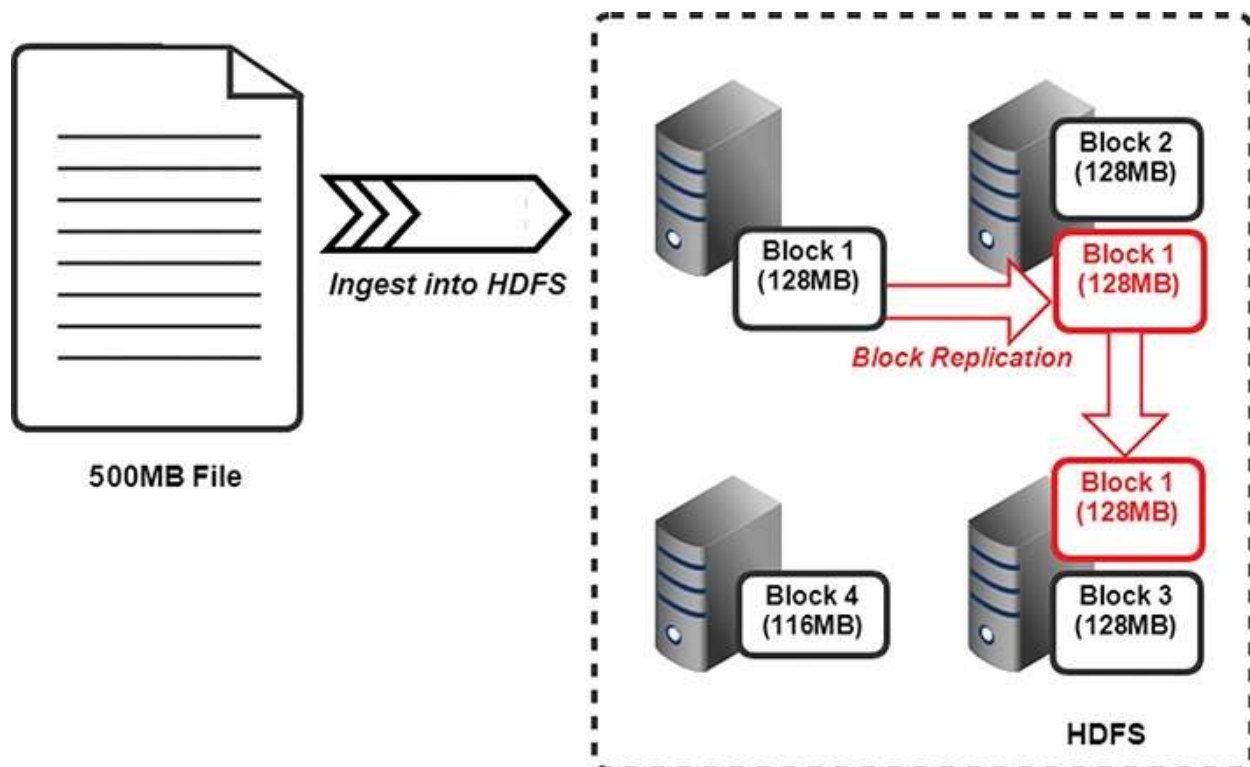 500MB File
Ingest into HDFS
Block 1
(128MB)
Block 2
(128MB)
Block 1
(128MB)
Block Replication
Block 1
(128MB)
Block 4
(116MB)
Block 3
(128MB)
HDFS